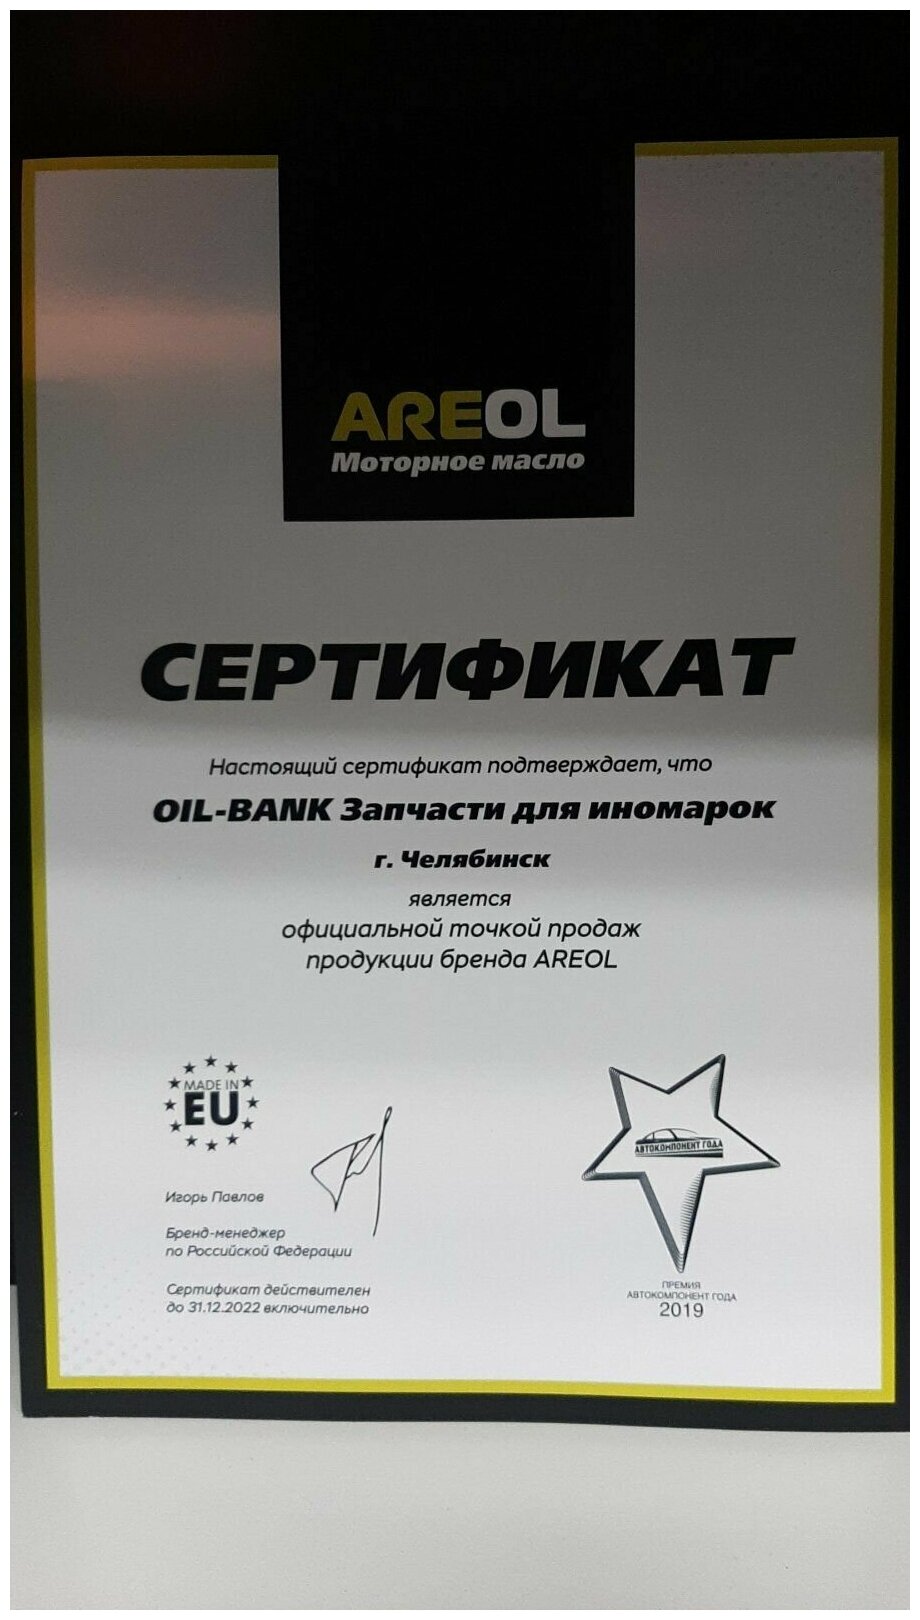 AREOL
Моторное масло
СЕРТИФИКАТ
Настоящий сертификат подтверждает, что
OIL-BANK Запчасти для иномарок
г. Челябинск
является
официальной точкой продаж
продукции бренда AREOL
MADE IN
EU
Игорь Павлов
Бренд-менеджер
по Российской Федерации
Сертификат действителен
до 31.12.2022 включительно
АВТОКОМПОНЕНТ ГОДА
ПРЕМИЯ
АВТОКОМПОНЕНТ ГОДА
2019